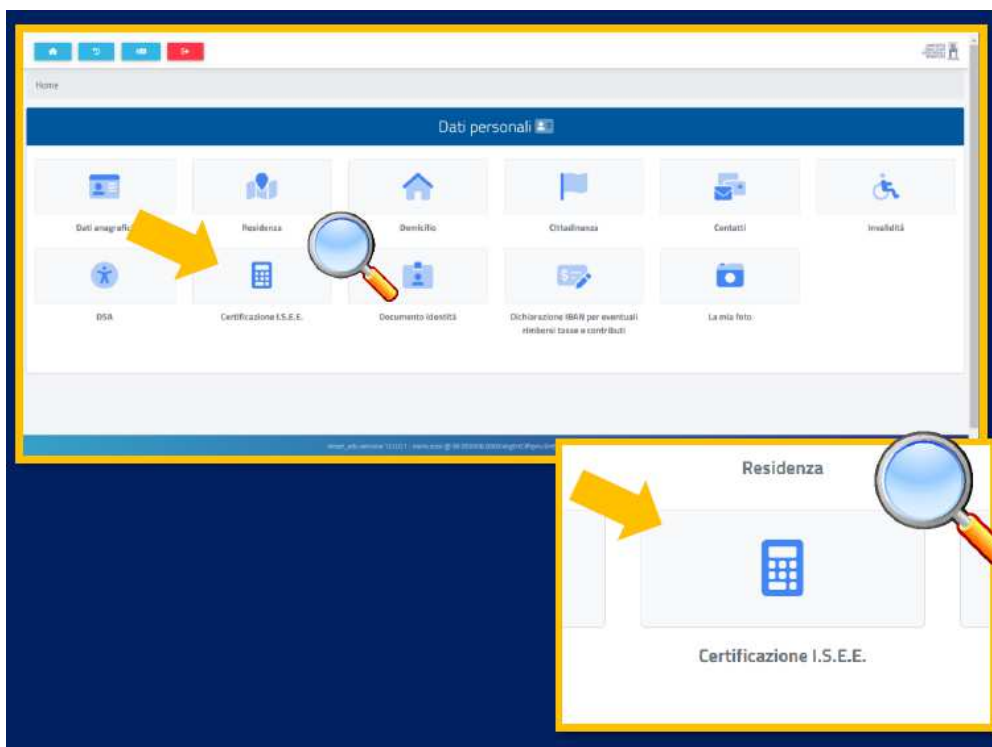 Home
Dati personali
Dati anagrafic
Residenza
Domicilio
Cittadinanza
Contatti
Invalidità
DSA
Certificazione I.S.E.E.
Documento identità
Dichiarazione IBAN per eventuali
rimborsi tasse e contributi
La mia foto
Residenza
Certificazione I.S.E.E.